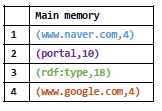 Main memory
1 (www.naver.com,4)
2 (portal,10)
3 (rdf:type,18)
4 (www.google.com,4)